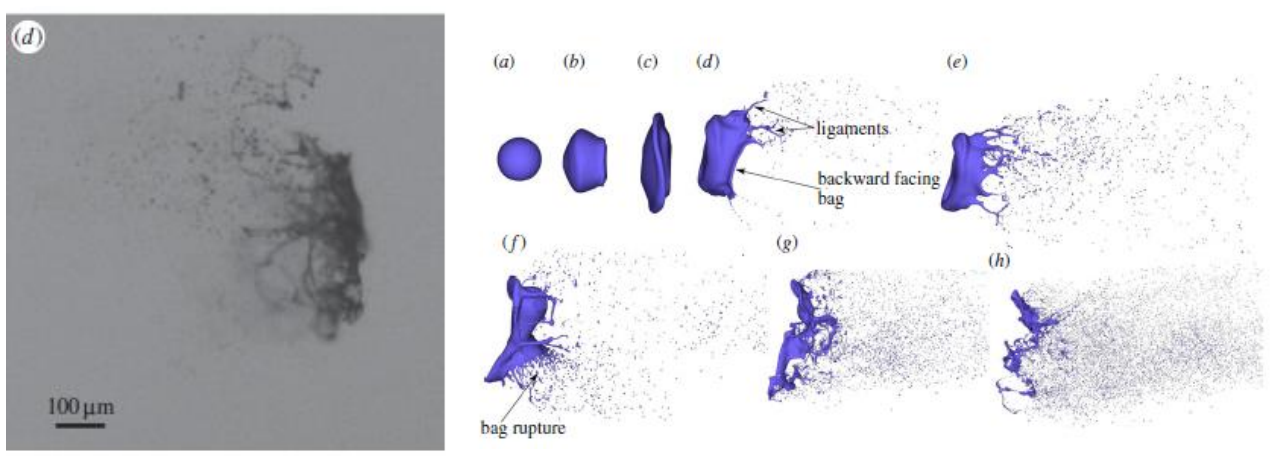 (d)
100 μm
(a)
(b)
(c)
(d)
(e)
ligaments
backward facing
bag
(f)
(g)
(h)
bag rupture